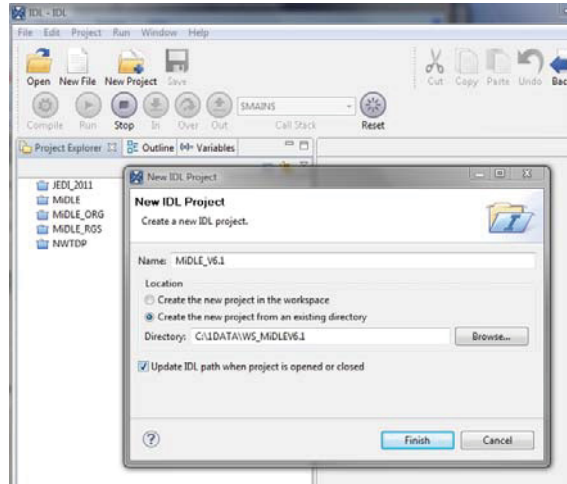 IDL - IDL
File Edit Project Run Window Help
Open New File New Project Save Cut Copy Paste Undo Bac
Compile Run Stop In Over Out $MAIN$ Call Stack Reset
Project Explorer Outline Variables
JEDI_2011
MiDLE
MiDLE_ORG
MiDLE_RGS
NWTDP
New IDL Project
New IDL Project
Create a new IDL project.
Name: MiDLE_V6.1
Location
Create the new project in the workspace
Create the new project from an existing directory
Directory: C:\1DATA\WS_MiDLEV6.1 Browse...
Update IDL path when project is opened or closed
? Finish Cancel